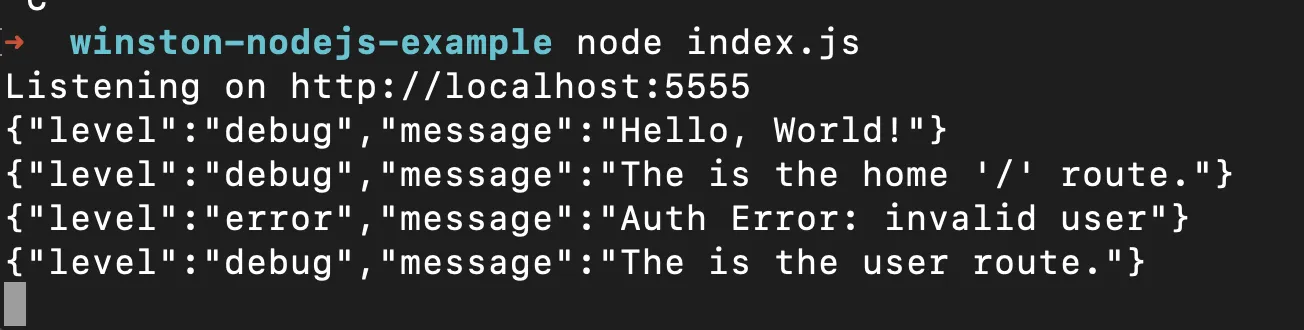 ➜ winston-nodejs-example node index.js
Listening on http://localhost:5555
{"level":"debug","message":"Hello, World!"}
{"level":"debug","message":"The is the home '/' route."}
{"level":"error","message":"Auth Error: invalid user"}
{"level":"debug","message":"The is the user route."}